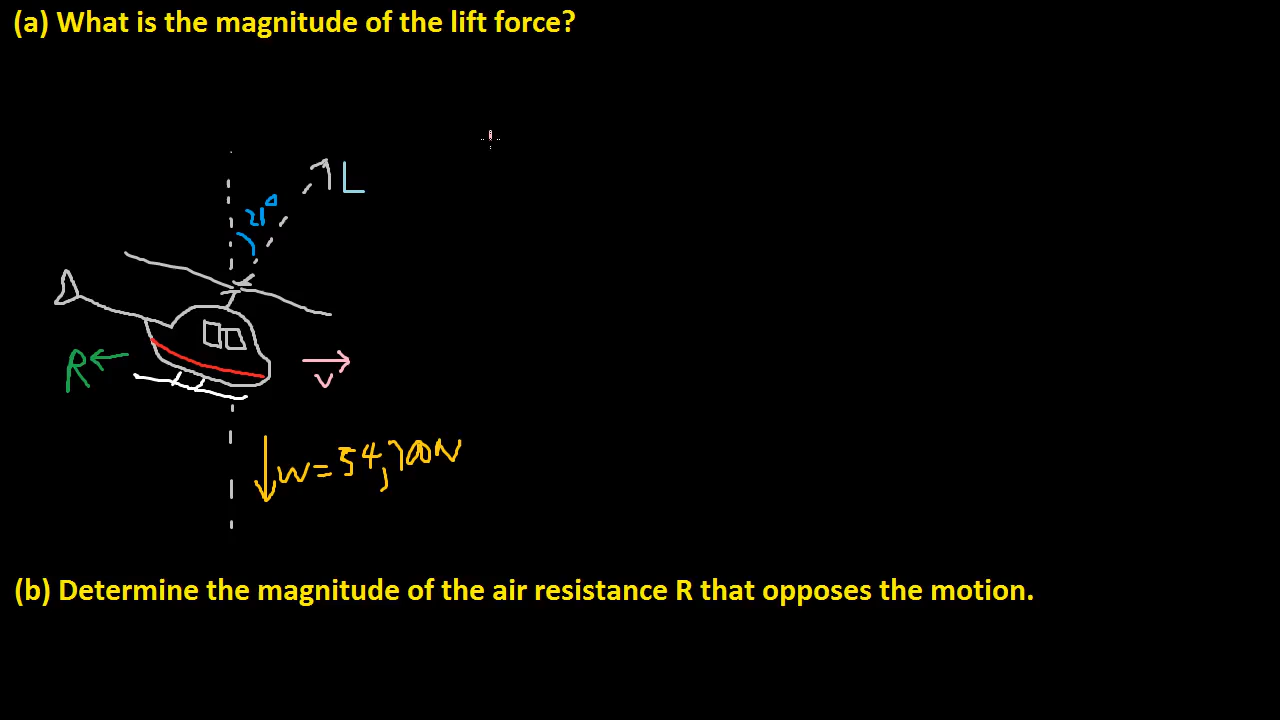 (a) What is the magnitude of the lift force?
L
21°
R
v
W = 54,700N
(b) Determine the magnitude of the air resistance R that opposes the motion.